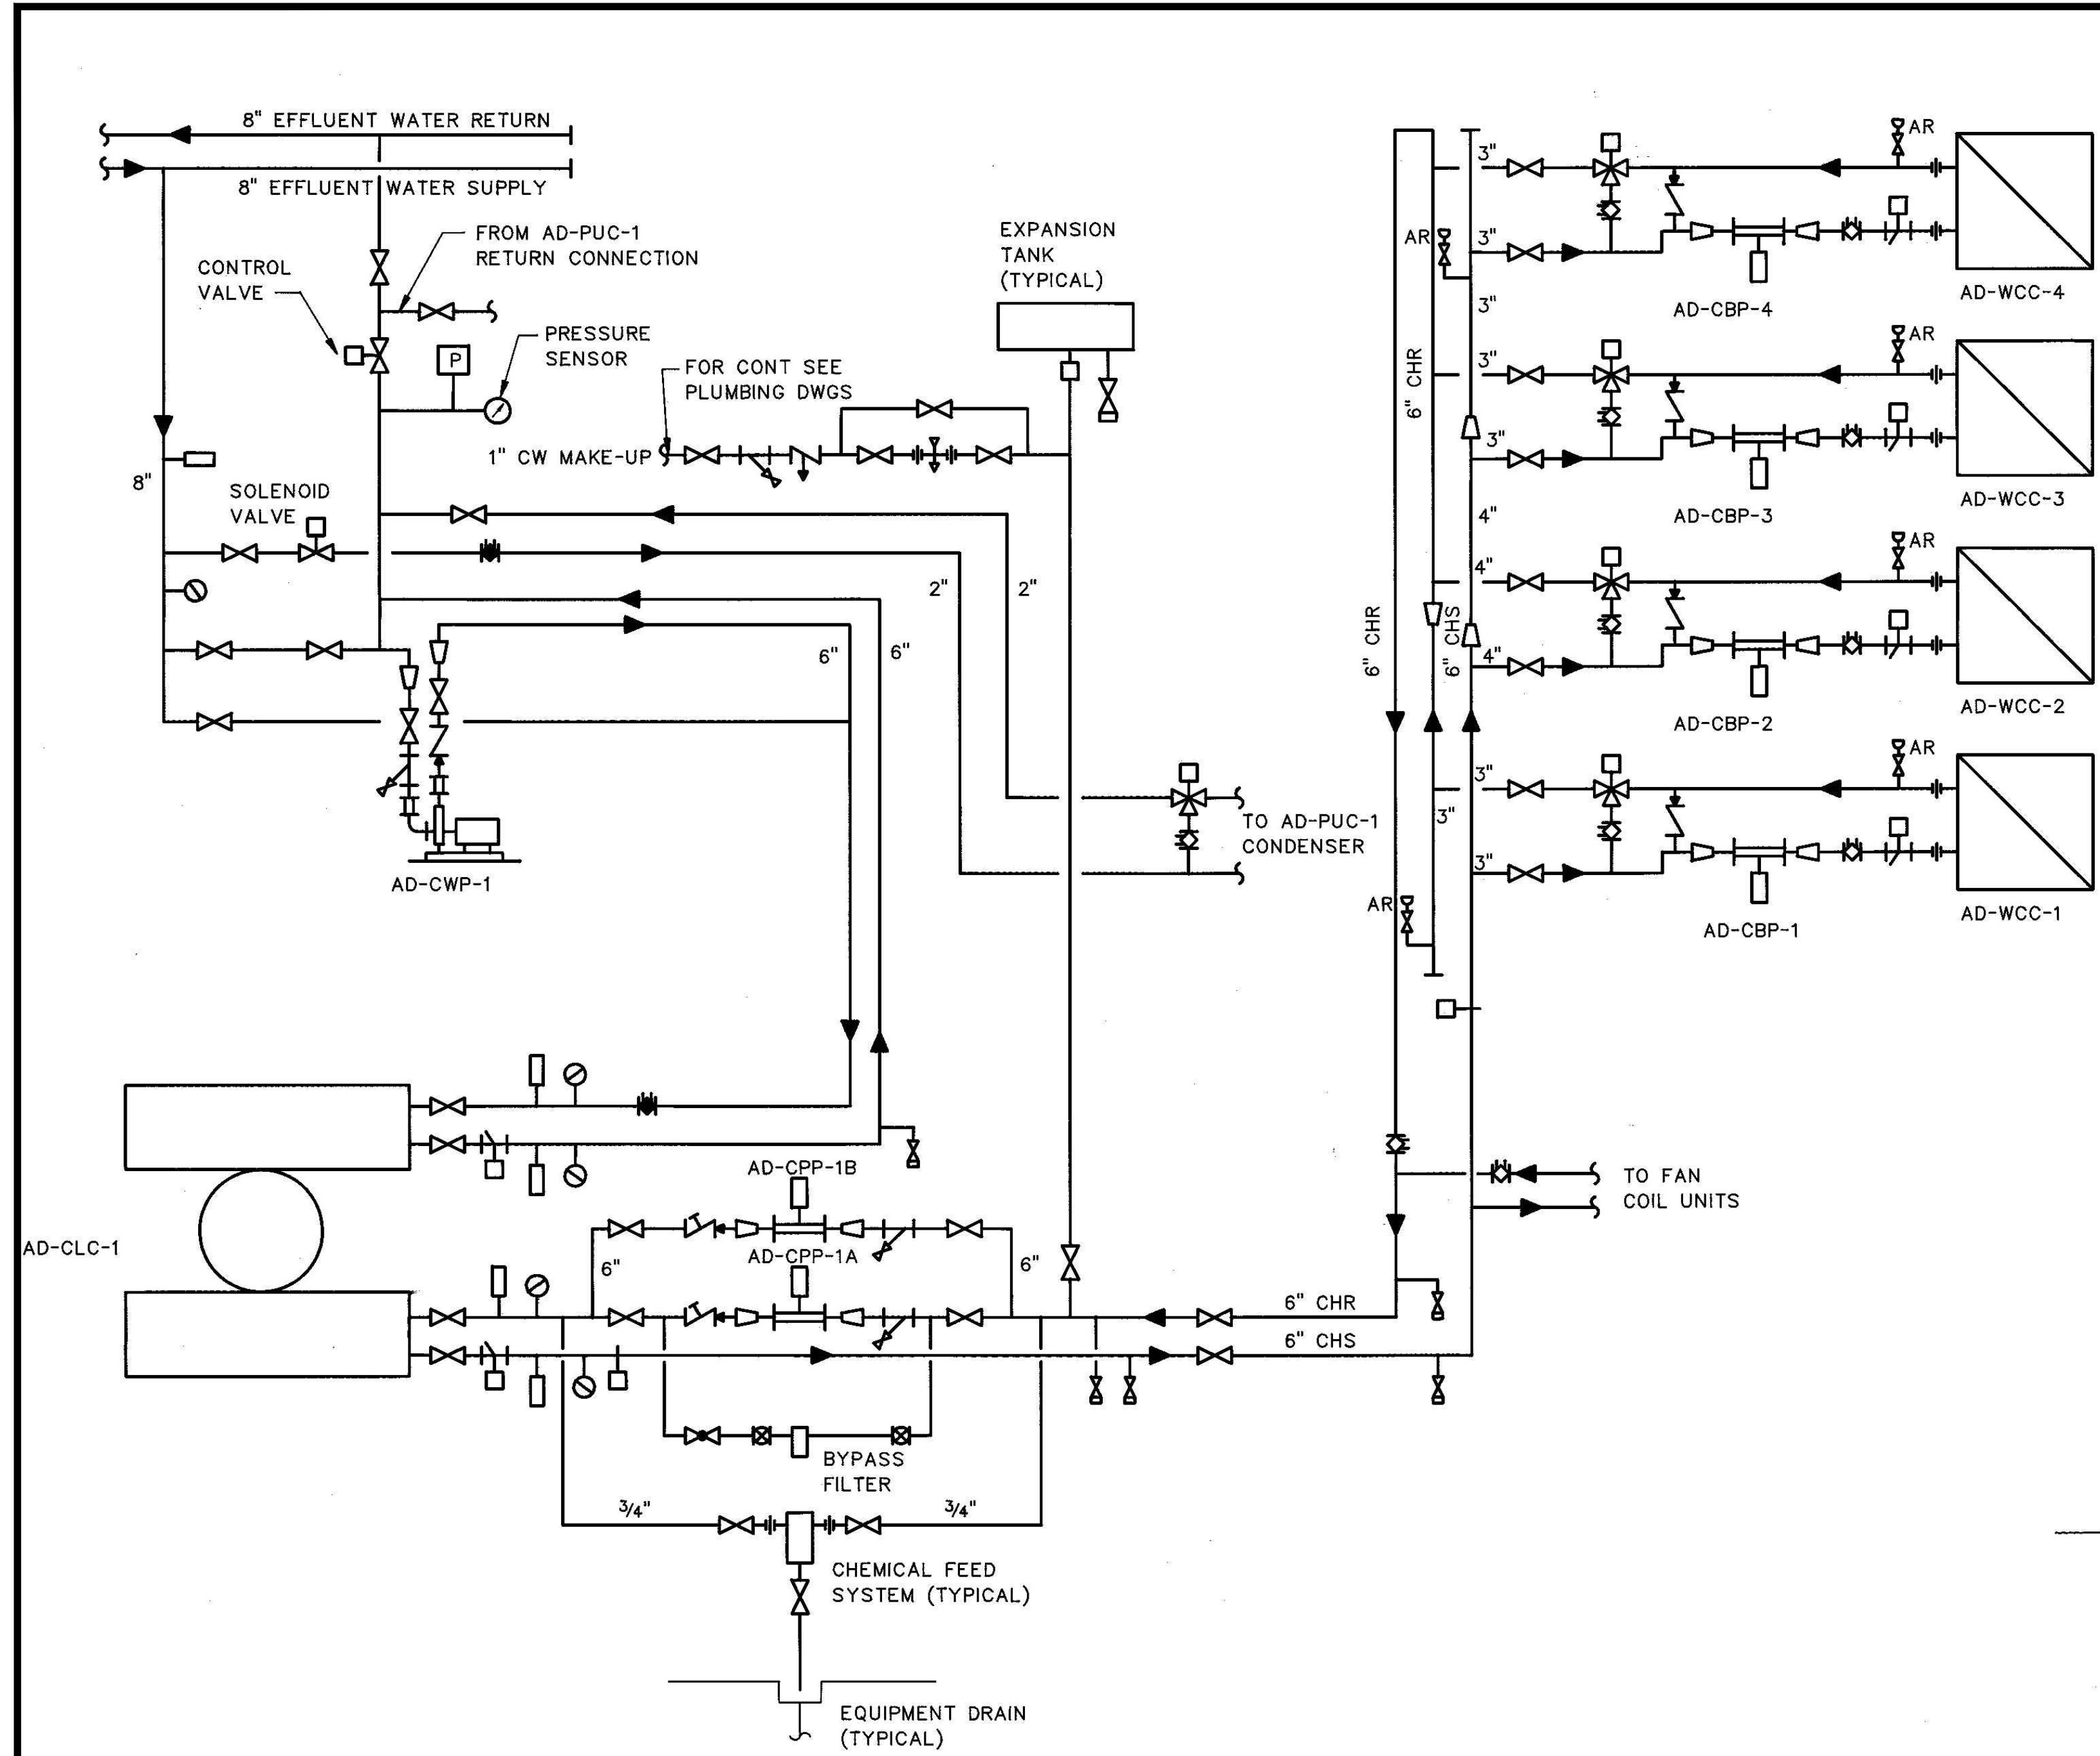 8" EFFLUENT WATER RETURN
8" EFFLUENT WATER SUPPLY
FROM AD-PUC-1
RETURN CONNECTION
CONTROL
VALVE
PRESSURE
SENSOR
P
EXPANSION
TANK
(TYPICAL)
FOR CONT SEE
PLUMBING DWGS
1" CW MAKE-UP
8"
SOLENOID
VALVE
2"
2"
6"
6"
AD-CWP-1
TO AD-PUC-1
CONDENSER
AR
3"
AR
3"
3"
AD-CBP-4
AD-WCC-4
6" CHR
3"
AR
3"
AD-CBP-3
AD-WCC-3
4"
4"
AR
6" CHR
6" CHS
4"
AD-CBP-2
AD-WCC-2
3"
AR
3"
3"
AD-CBP-1
AD-WCC-1
AR
TO FAN
COIL UNITS
AD-CLC-1
AD-CPP-1B
AD-CPP-1A
6"
6"
6" CHR
6" CHS
BYPASS
FILTER
3/4"
3/4"
CHEMICAL FEED
SYSTEM (TYPICAL)
EQUIPMENT DRAIN
(TYPICAL)